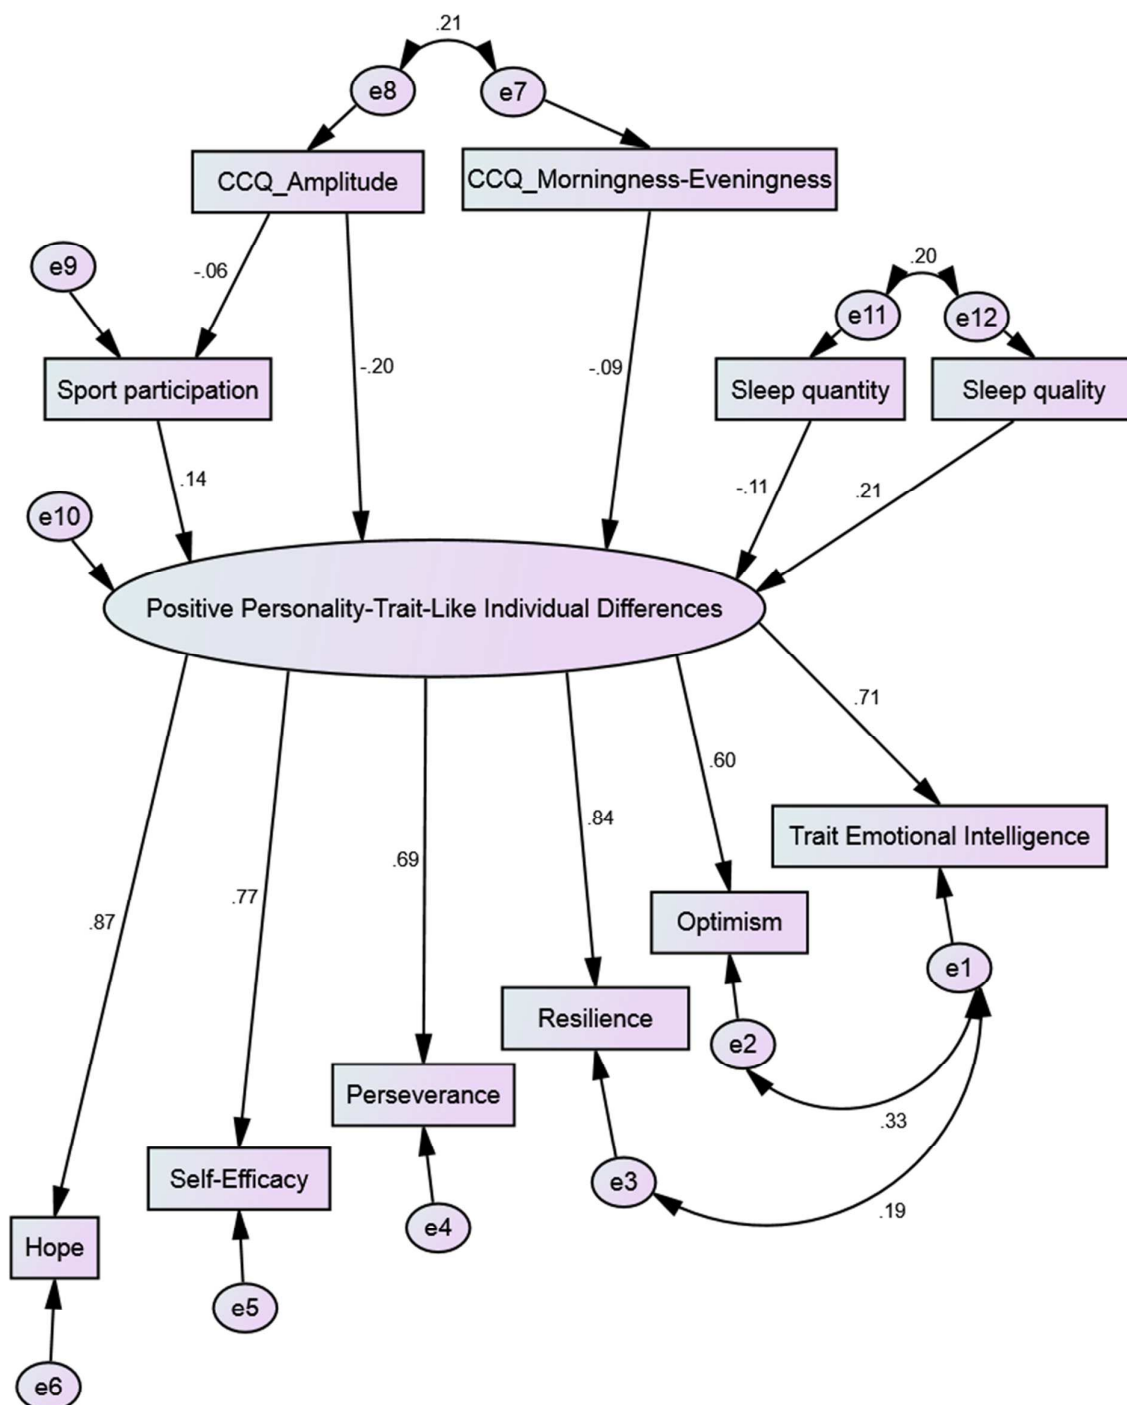 .21
e8
e7
CCQ_Amplitude
CCQ_Morningness-Eveningness
e9
-.06
.20
e11
e12
Sport participation
-.20
-.09
Sleep quantity
Sleep quality
.14
-.11
.21
e10
Positive Personality-Trait-Like Individual Differences
.71
.60
.84
Trait Emotional Intelligence
.69
.77
.87
Optimism
e1
Resilience
e2
Perseverance
.33
Self-Efficacy
e3
.19
e4
Hope
e5
e6